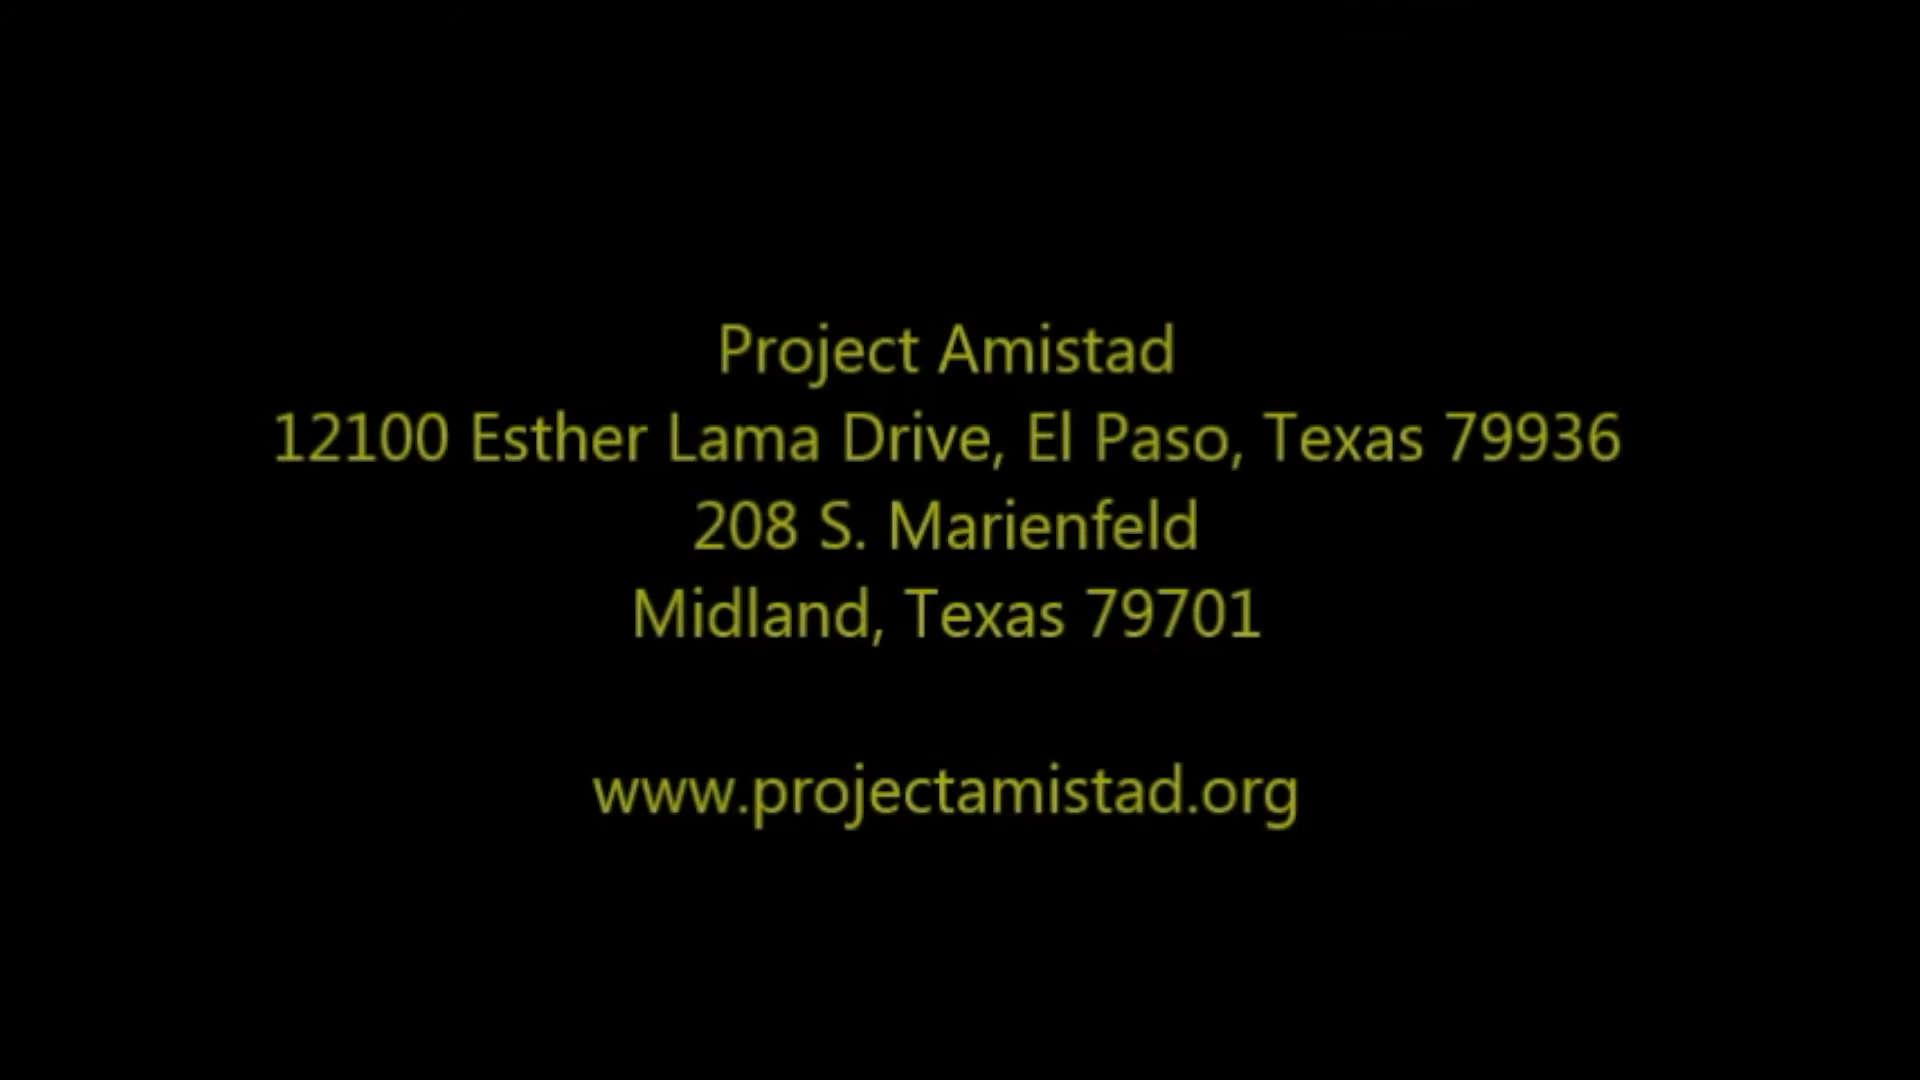 Project Amistad
12100 Esther Lama Drive, El Paso, Texas 79936
208 S. Marienfeld
Midland, Texas 79701
www.projectamistad.org